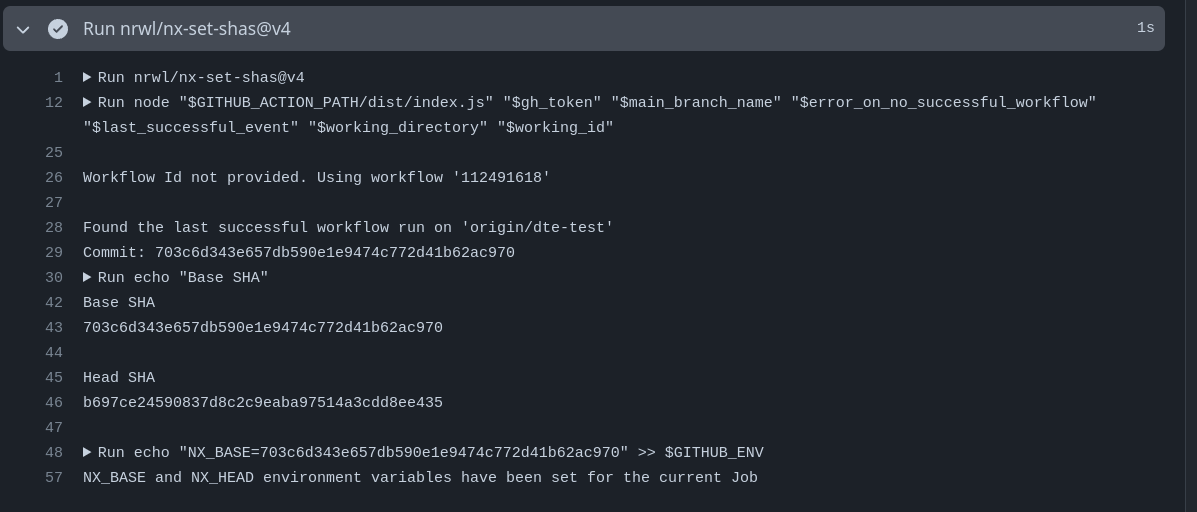 Run nrwl/nx-set-shas@v4 1s
1 Run nrwl/nx-set-shas@v4
12 Run node "$GITHUB_ACTION_PATH/dist/index.js" "$gh_token" "$main_branch_name" "$error_on_no_successful_workflow"
"$last_successful_event" "$working_directory" "$working_id"
25
26 Workflow Id not provided. Using workflow '112491618'
27
28 Found the last successful workflow run on 'origin/dte-test'
29 Commit: 703c6d343e657db590e1e9474c772d41b62ac970
30 Run echo "Base SHA"
42 Base SHA
43 703c6d343e657db590e1e9474c772d41b62ac970
44
45 Head SHA
46 b697ce24590837d8c2c9eaba97514a3cdd8ee435
47
48 Run echo "NX_BASE=703c6d343e657db590e1e9474c772d41b62ac970" >> $GITHUB_ENV
57 NX_BASE and NX_HEAD environment variables have been set for the current Job